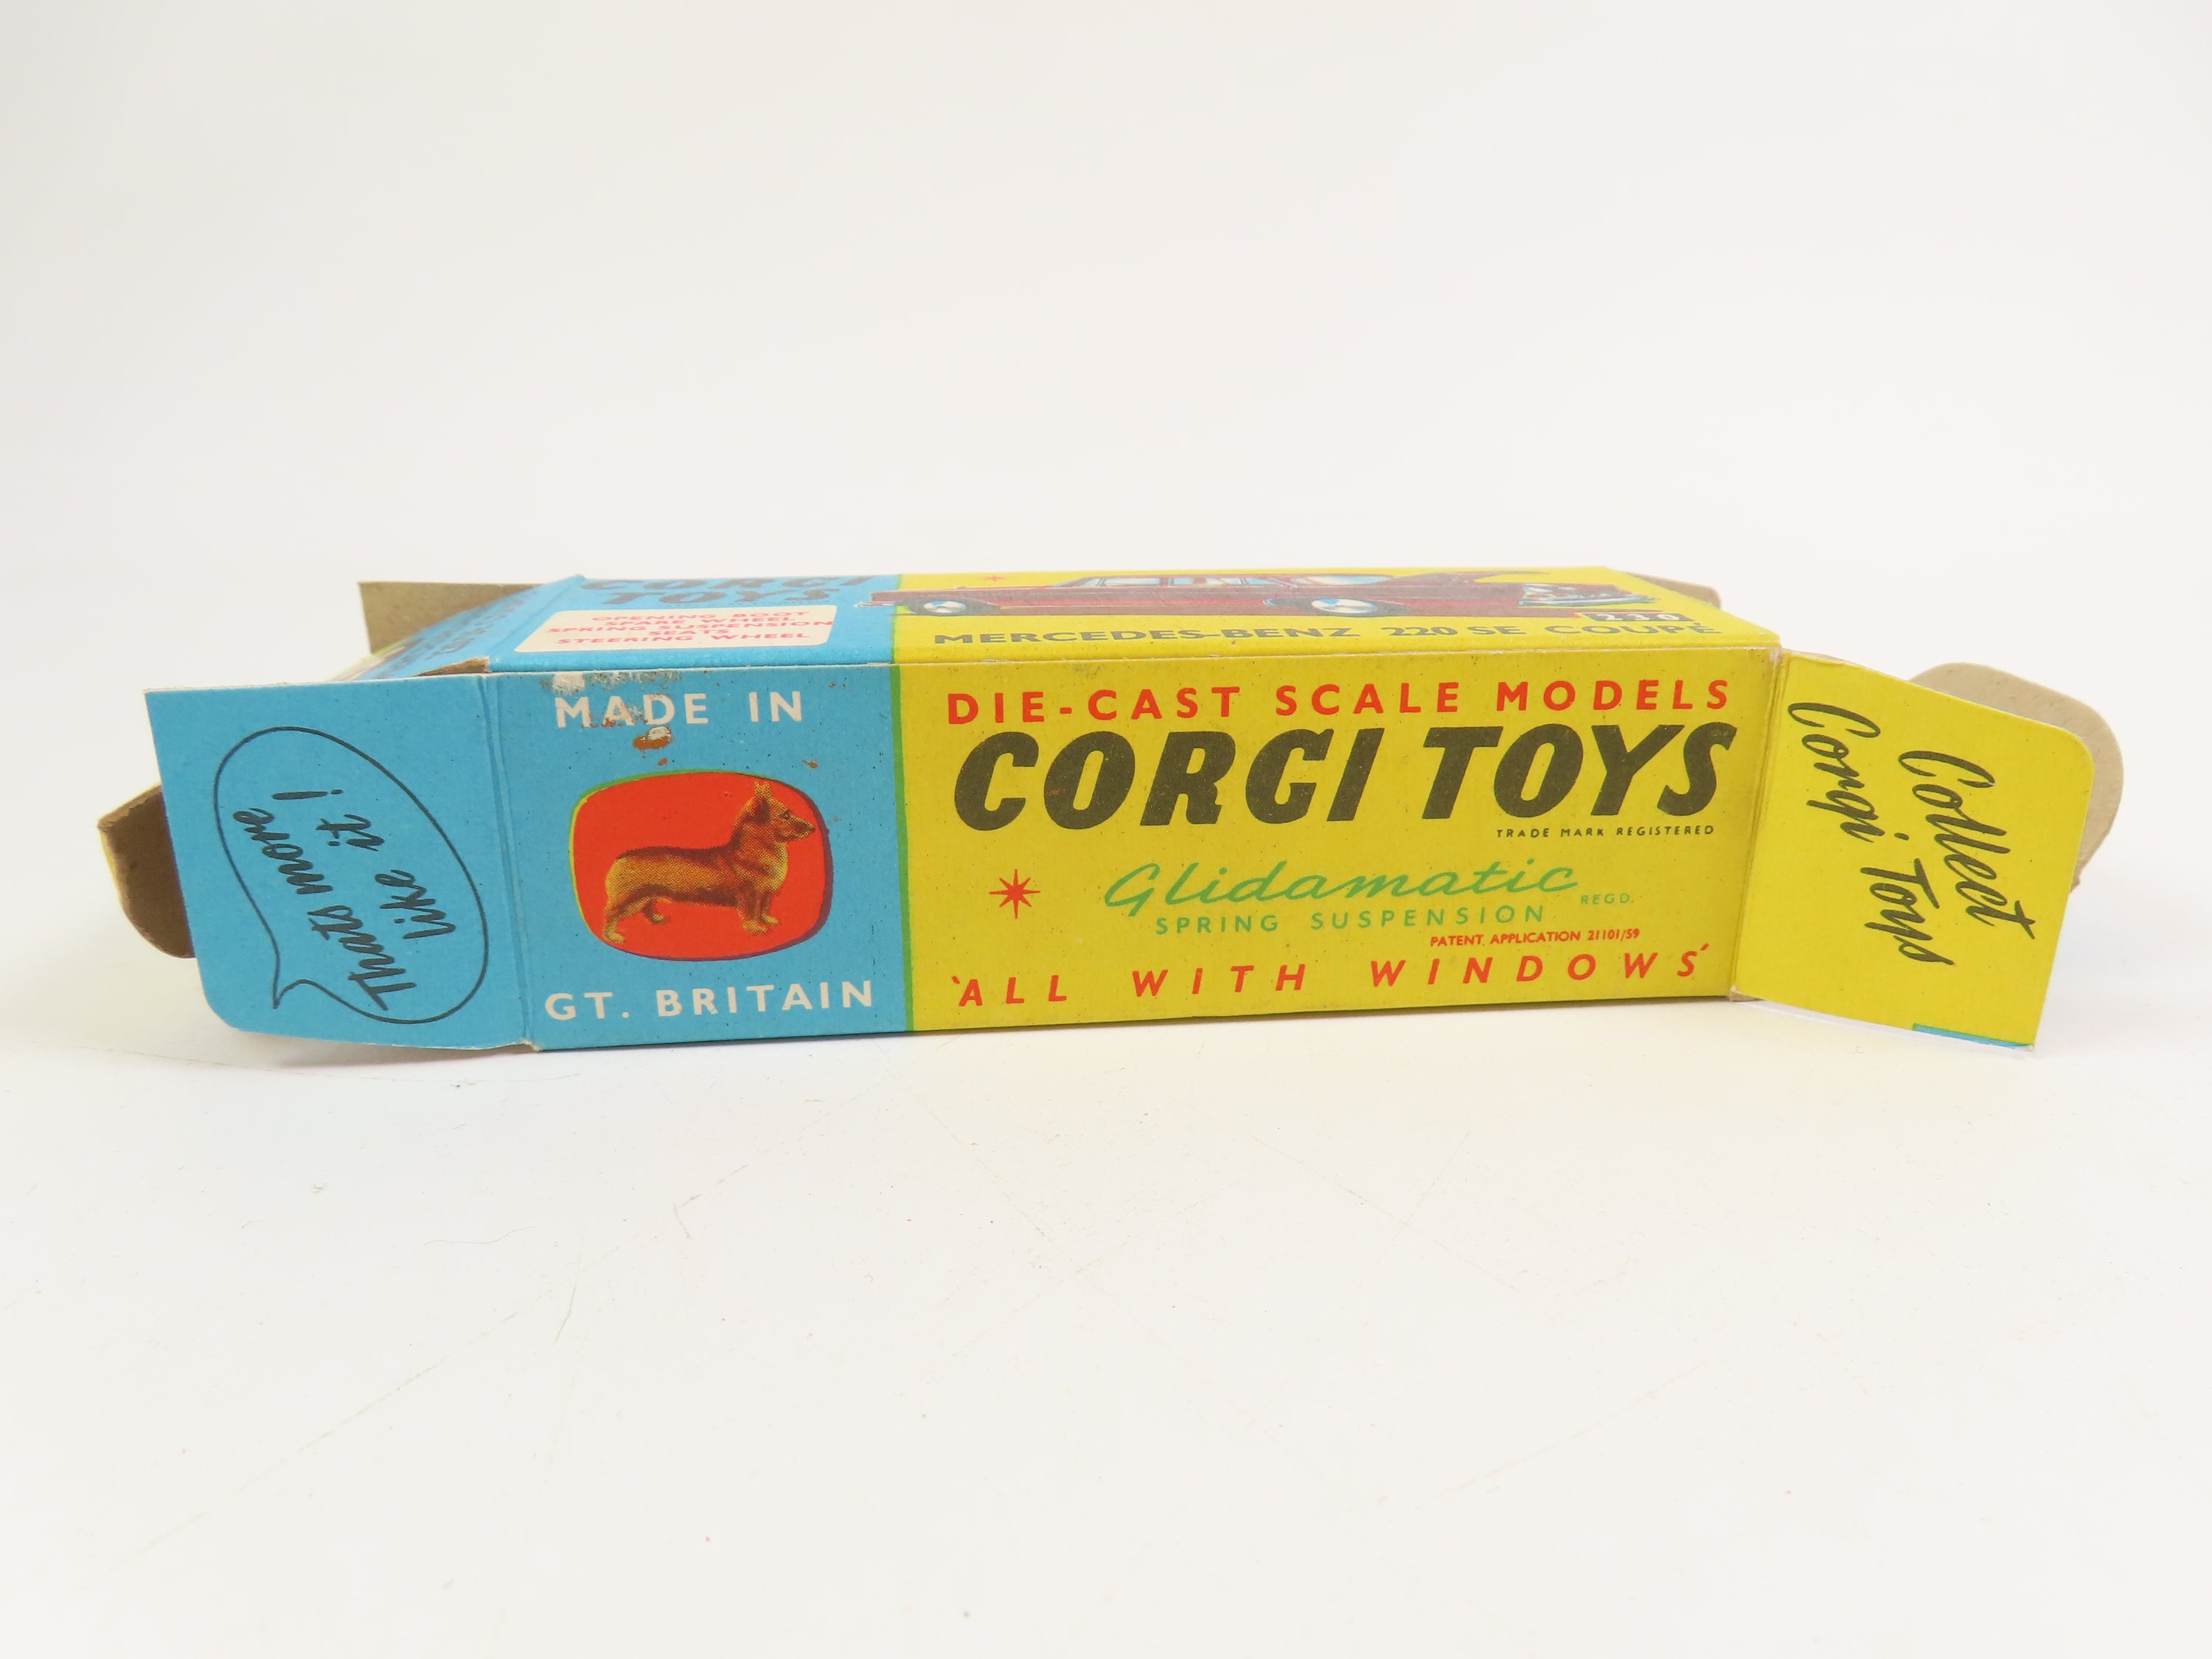 CORGI
TOYS
OPENING BOOT
SPARE WHEEL
SPRING SUSPENSION
SEATS
STEERING WHEEL
230
MERCEDES-BENZ 220 SE COUPÉ
Thats more
like it!
MADE IN
GT. BRITAIN
DIE-CAST SCALE MODELS
CORGI TOYS
TRADE MARK REGISTERED
Glidamatic REGD.
SPRING SUSPENSION
PATENT APPLICATION 21101/59
'ALL WITH WINDOWS'
Collect
Corgi Toys